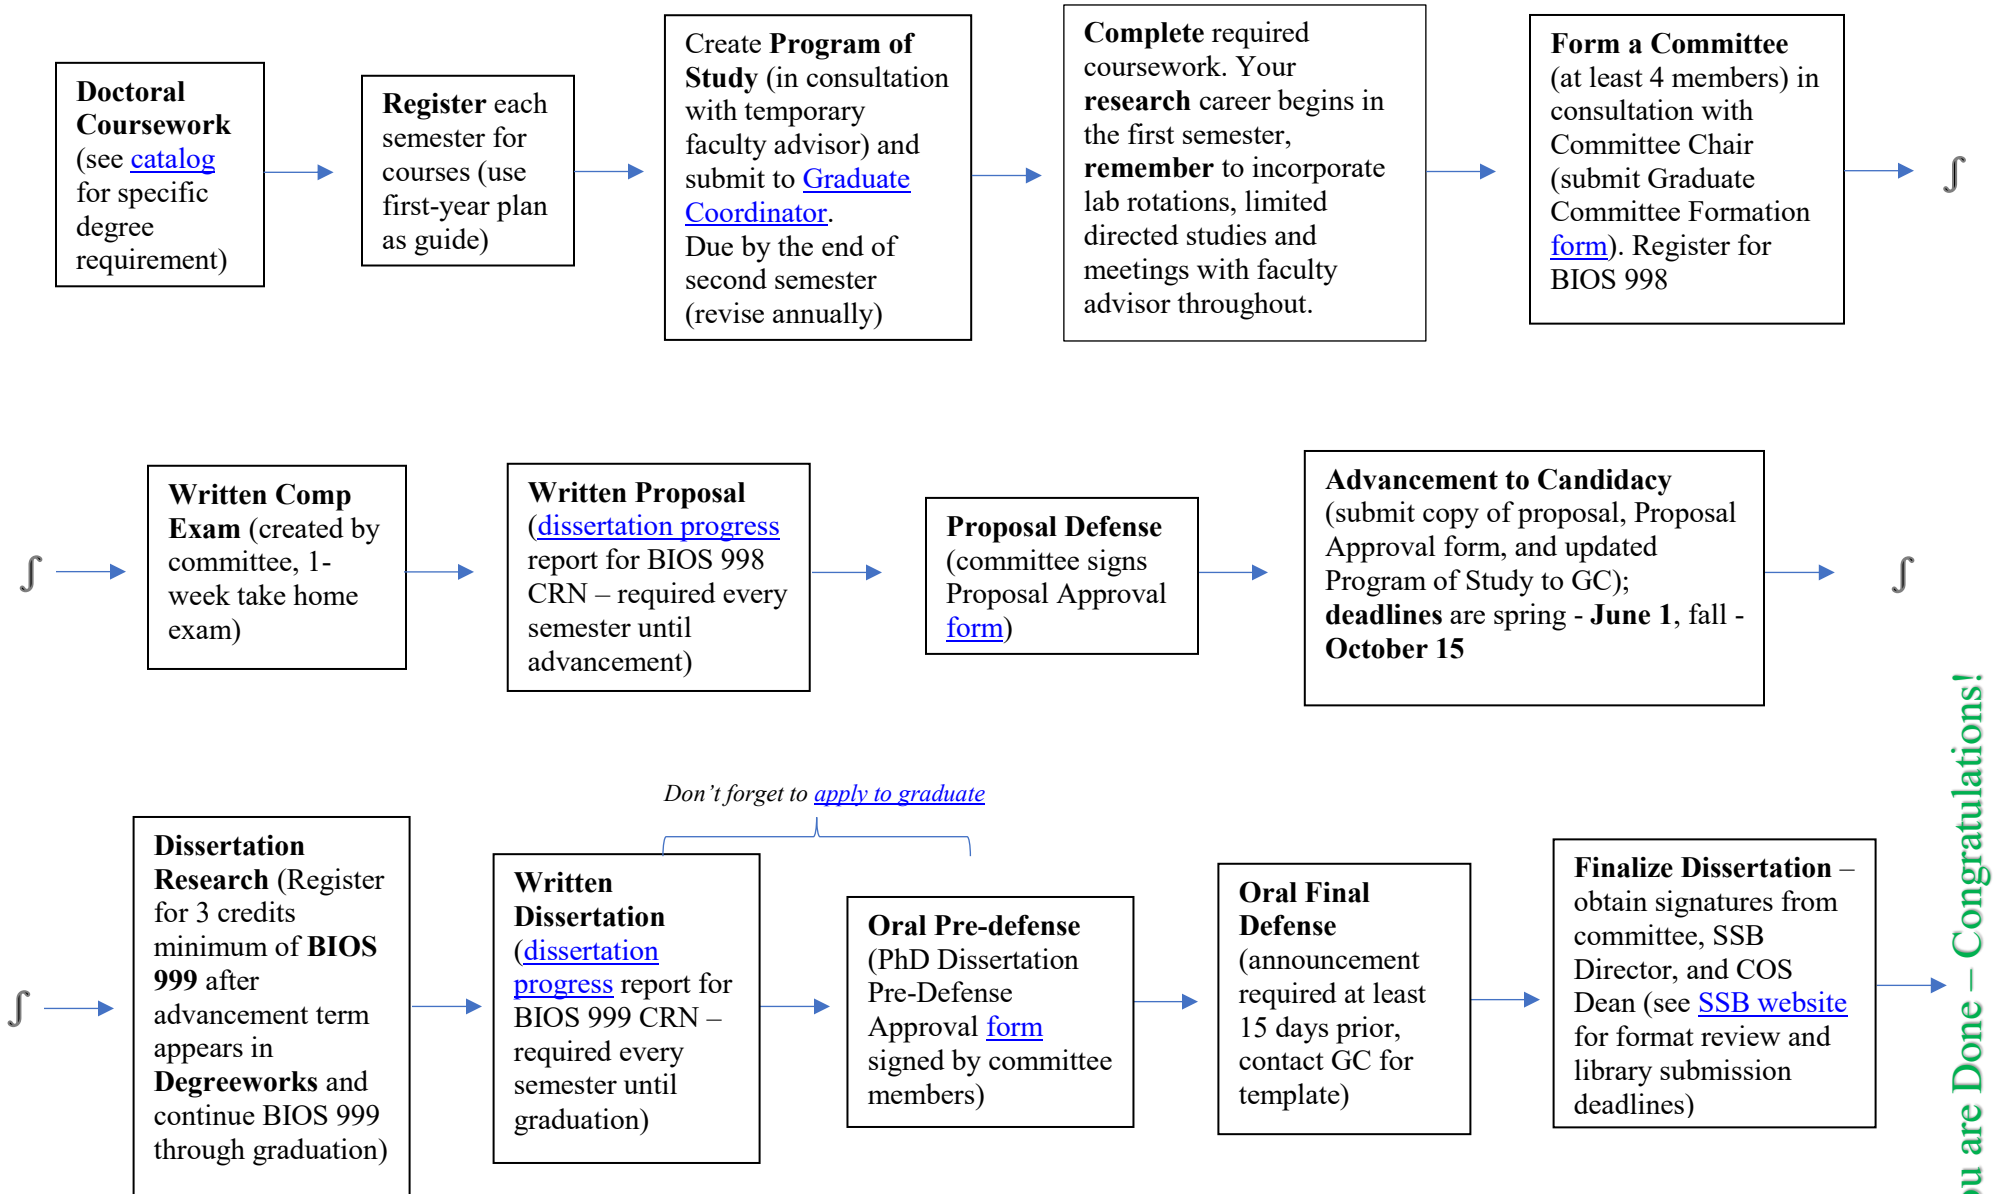 Doctoral
Coursework
(see catalog
for specific
degree
requirement)
Register each
semester for
courses (use
first-year plan
as guide)
Create Program of
Study (in consultation
with temporary
faculty advisor) and
submit to Graduate
Coordinator.
Due by the end of
second semester
(revise annually)
Complete required
coursework. Your
research career begins in
the first semester,
remember to incorporate
lab rotations, limited
directed studies and
meetings with faculty
advisor throughout.
Form a Committee
(at least 4 members) in
consultation with
Committee Chair
(submit Graduate
Committee Formation
form). Register for
BIOS 998
∫
∫
Written Comp
Exam (created by
committee, 1-
week take home
exam)
Written Proposal
(dissertation progress
report for BIOS 998
CRN – required every
semester until
advancement)
Proposal Defense
(committee signs
Proposal Approval
form)
Advancement to Candidacy
(submit copy of proposal, Proposal
Approval form, and updated
Program of Study to GC);
deadlines are spring - June 1, fall -
October 15
∫
Don’t forget to apply to graduate
∫
Dissertation
Research (Register
for 3 credits
minimum of BIOS
999 after
advancement term
appears in
Degreeworks and
continue BIOS 999
through graduation)
Written
Dissertation
(dissertation
progress report for
BIOS 999 CRN –
required every
semester until
graduation)
Oral Pre-defense
(PhD Dissertation
Pre-Defense
Approval form
signed by committee
members)
Oral Final
Defense
(announcement
required at least
15 days prior,
contact GC for
template)
Finalize Dissertation –
obtain signatures from
committee, SSB
Director, and COS
Dean (see SSB website
for format review and
library submission
deadlines)
ou are Done – Congratulations!